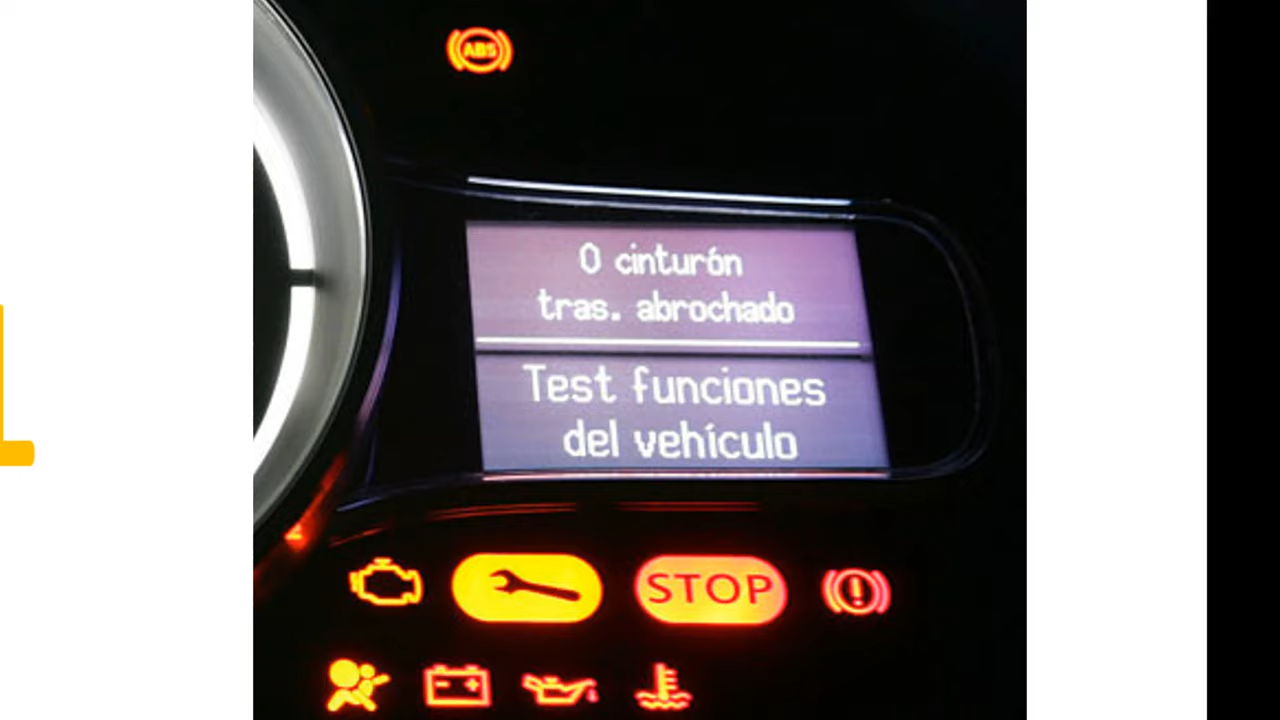 ABS
0 cinturón
tras. abrochado
Test funciones
del vehículo
STOP